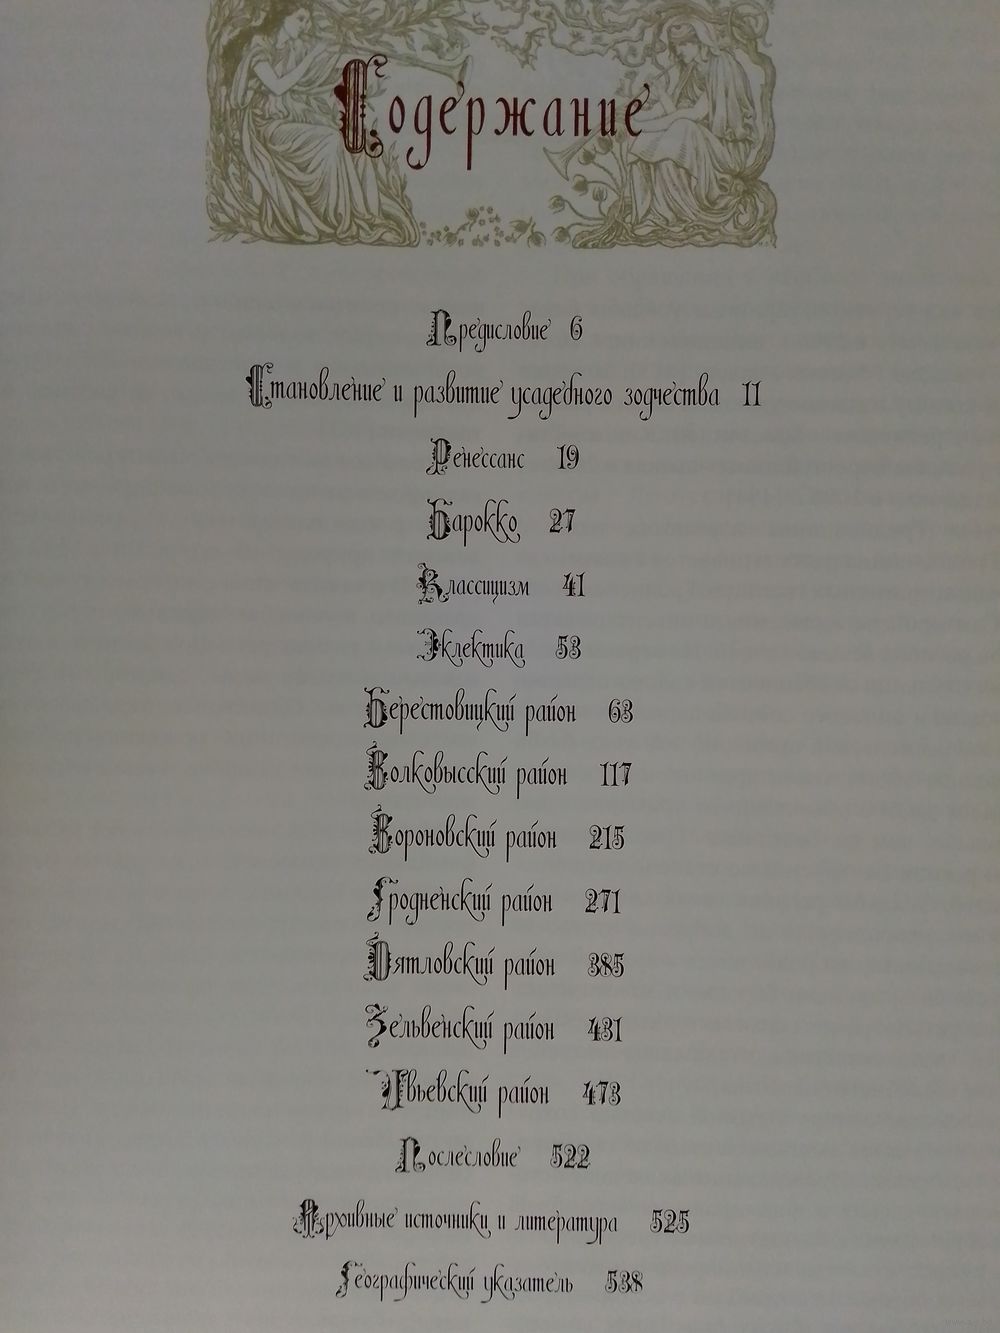 Содержание
Предисловие 6
Становление и развитие усадебного зодчества 11
Ренессанс 19
Барокко 27
Классицизм 41
Эклектика 53
Берестовицкий район 63
Волковысский район 117
Вороновский район 215
Гродненский район 271
Дятловский район 385
Зельвенский район 431
Ивьевский район 473
Послесловие 522
Архивные источники и литература 525
Географический указатель 538